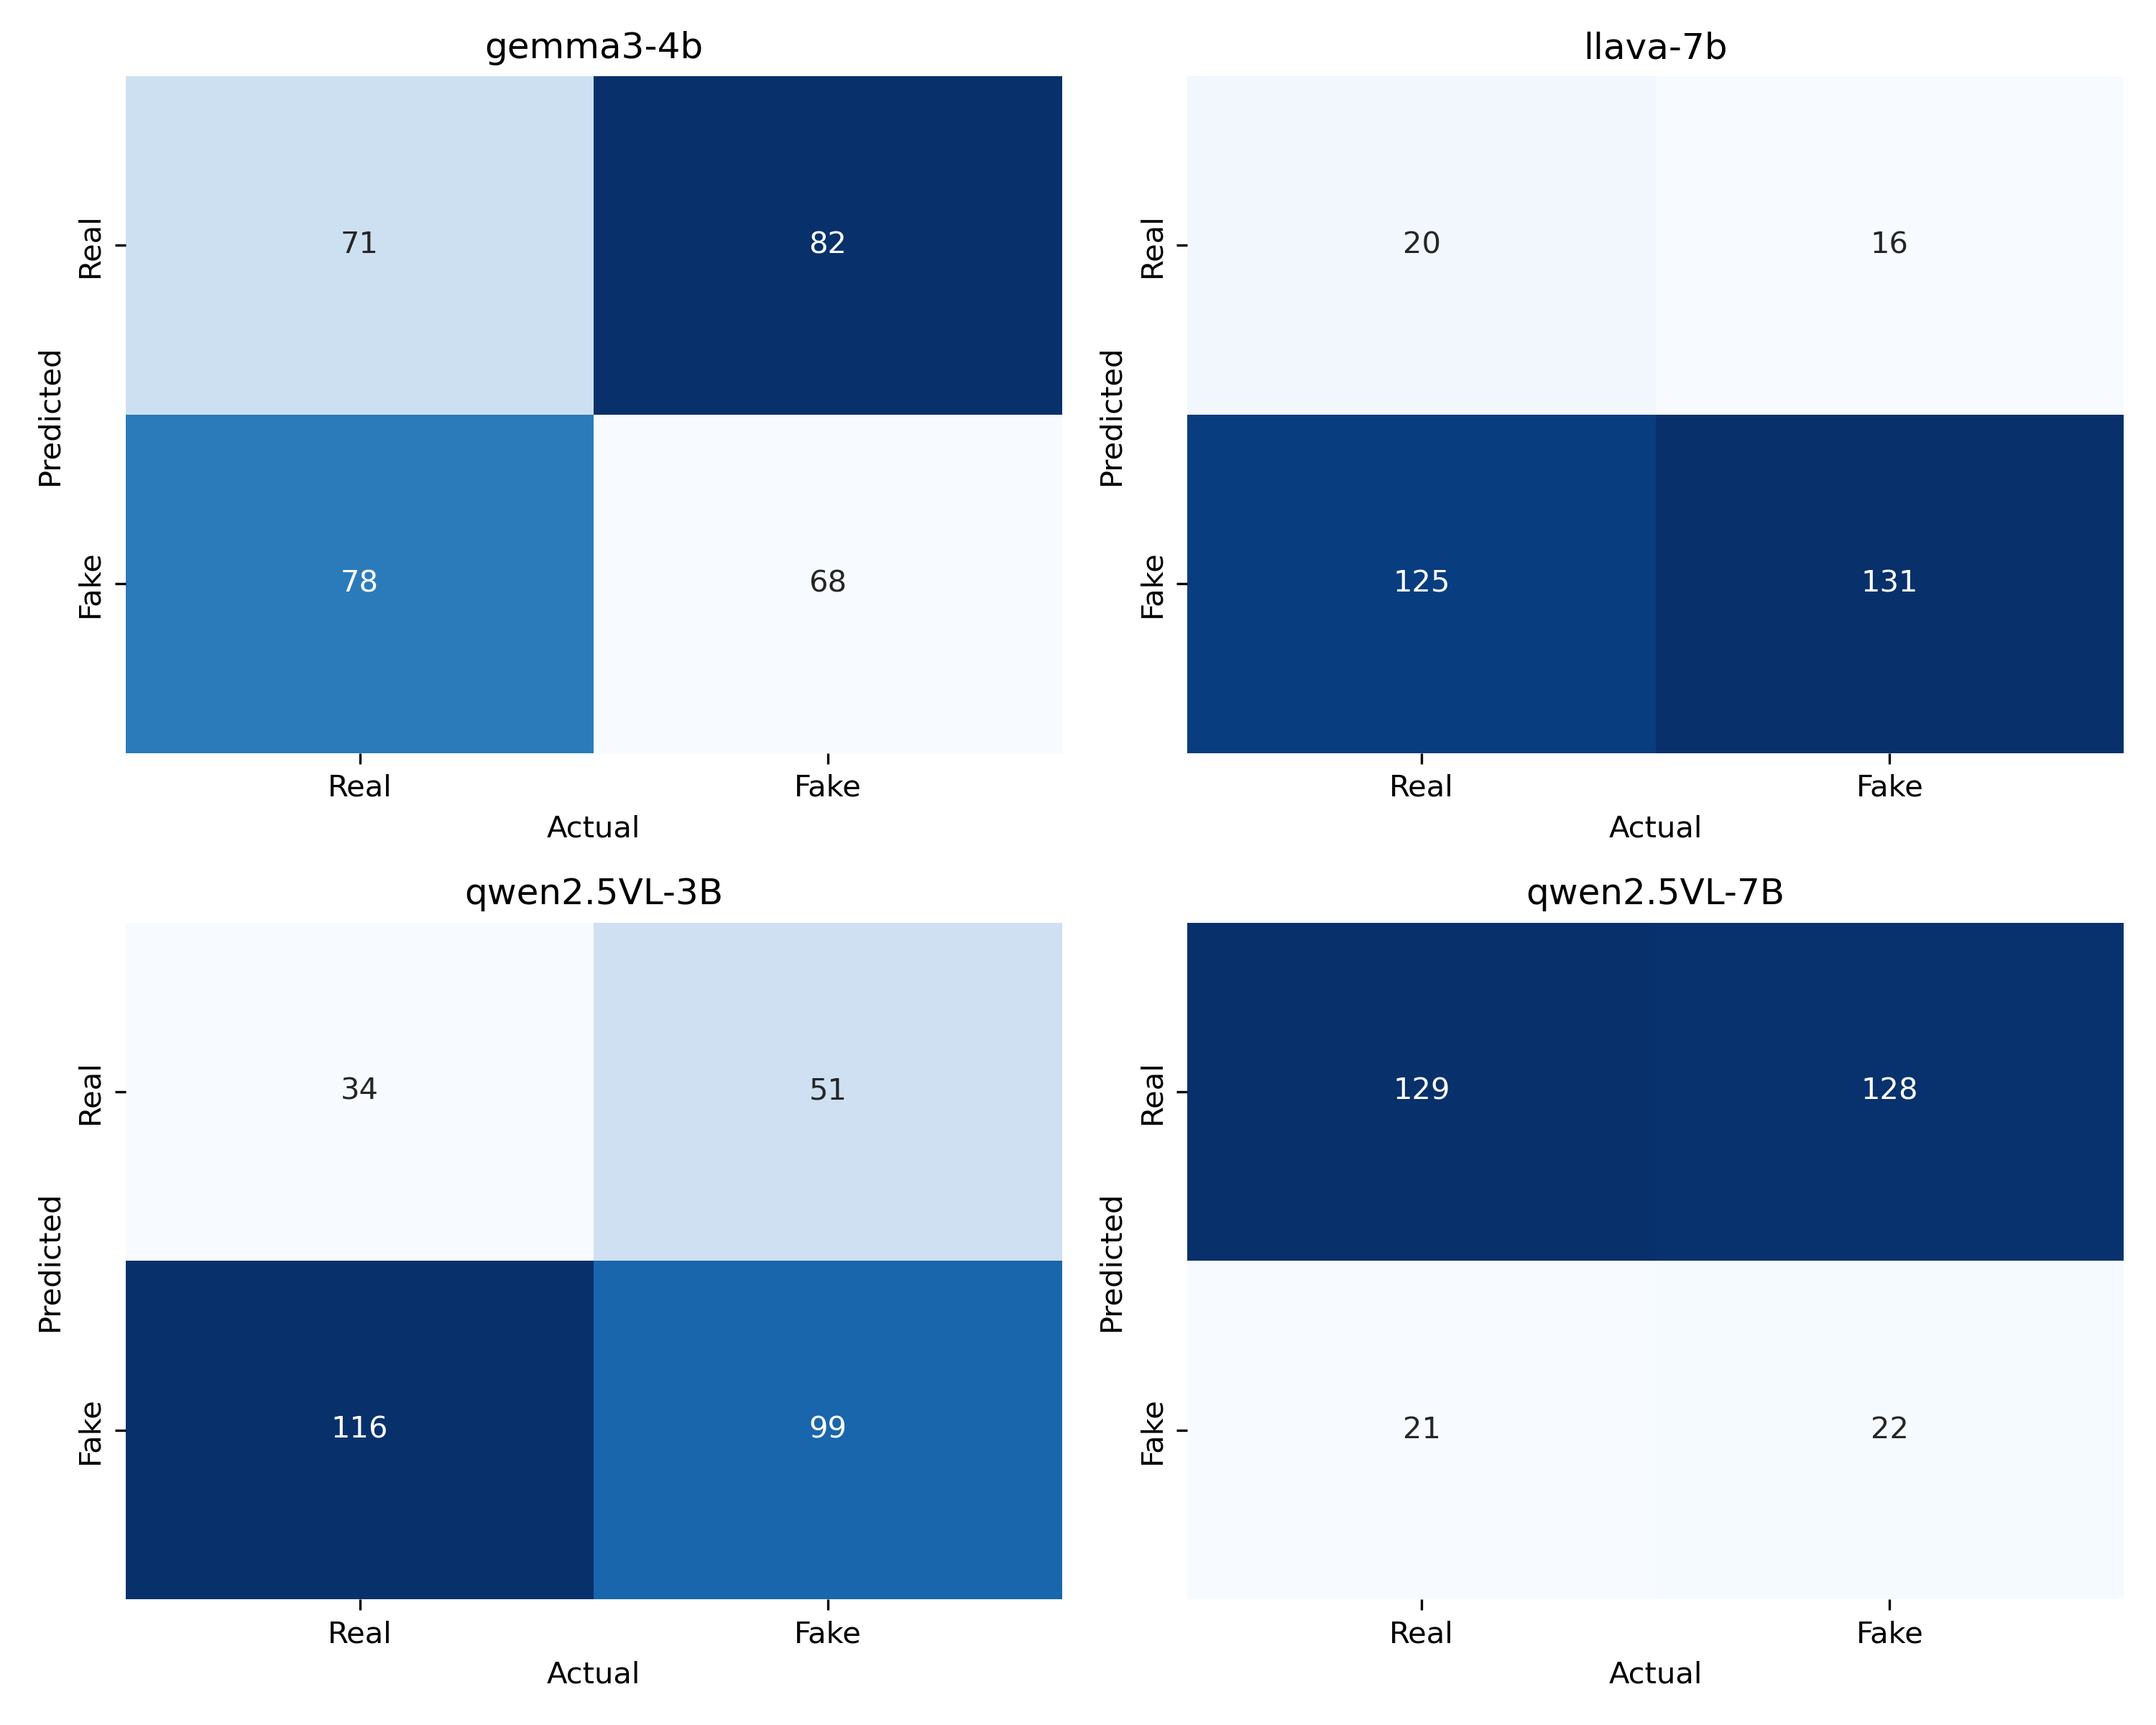 gemma3-4b
Predicted
Real
71
82
Fake
78
68
Real
Fake
Actual
llava-7b
Predicted
Real
20
16
Fake
125
131
Real
Fake
Actual
qwen2.5VL-3B
Predicted
Real
34
51
Fake
116
99
Real
Fake
Actual
qwen2.5VL-7B
Predicted
Real
129
128
Fake
21
22
Real
Fake
Actual